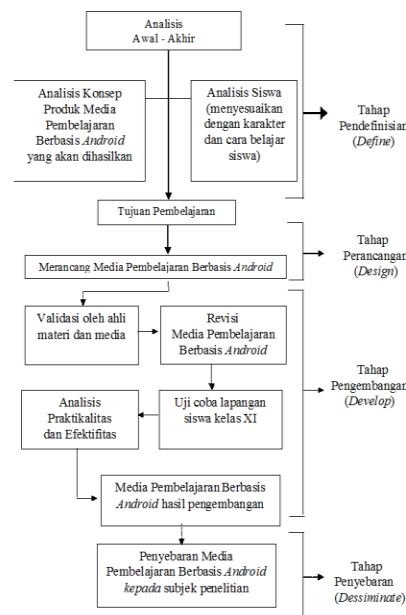 Analisis
Awal - Akhir
Analisis Konsep
Produk Media
Pembelajaran
Berbasis Android
yang akan dihasilkan
Analisis Siswa
(menyesuaikan
dengan karakter
dan cara belajar
siswa)
Tahap
Pendefinisian
(Define)
Tujuan Pembelajaran
Merancang Media Pembelajaran Berbasis Android
Tahap
Perancangan
(Design)
Validasi oleh ahli
materi dan media
Revisi
Media Pembelajaran
Berbasis Android
Analisis
Praktikalitas
dan Efektifitas
Uji coba lapangan
siswa kelas XI
Tahap
Pengembangan
(Develop)
Media Pembelajaran Berbasis
Android hasil pengembangan
Penyebaran Media
Pembelajaran Berbasis Android
kepada subjek penelitian
Tahap
Penyebaran
(Dessiminate)